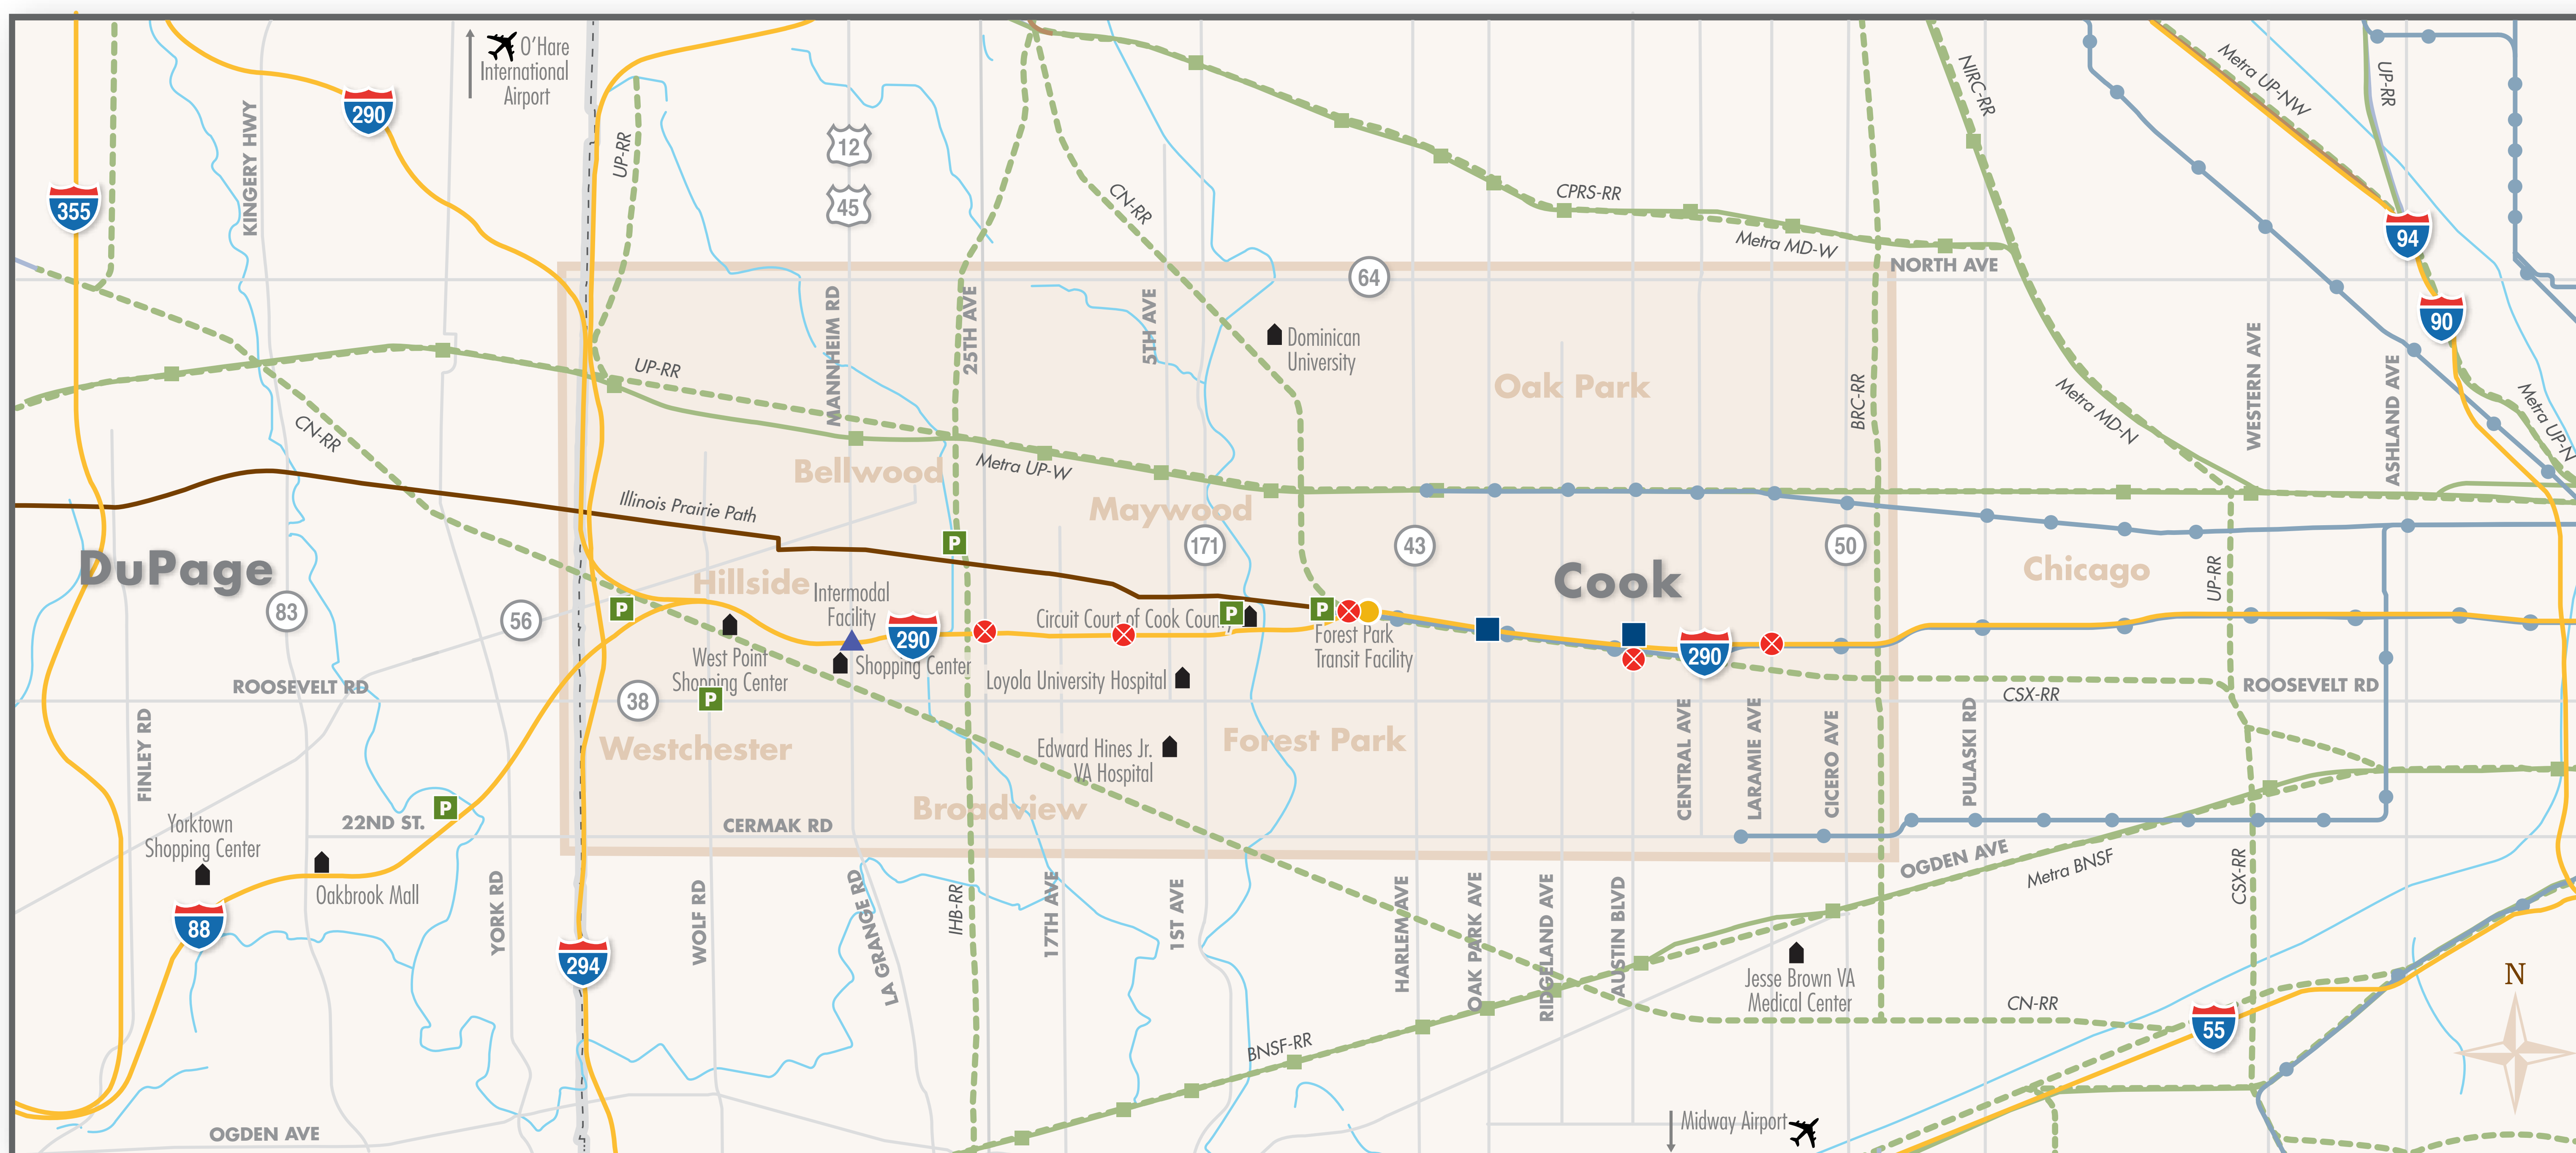 O'Hare
International
Airport
290
355
KINGERY HWY
UP-RR
12
45
CN-RR
CPRS-RR
Metra MD-W
NIRC-RR
NORTH AVE
Metra UP-NW
UP-RR
94
90
64
MANNHEIM RD
25TH AVE
5TH AVE
Dominican
University
Oak Park
BRC-RR
WESTERN AVE
ASHLAND AVE
Metra UP-N
Metra MD-N
UP-RR
CN-RR
Bellwood
Metra UP-W
Maywood
Illinois Prairie Path
P
171
43
50
DuPage
83
56
Hillside
Intermodal
Facility
P
290
Circuit Court of Cook Coun
P
P
Forest Park
Transit Facility
Cook
290
Chicago
UP-RR
West Point
Shopping Center
P
Shopping Center
Loyola University Hospital
ROOSEVELT RD
38
CSX-RR
ROOSEVELT RD
FINLEY RD
Westchester
Edward Hines Jr.
VA Hospital
Forest Park
CENTRAL AVE
LARAMIE AVE
CICERO AVE
PULASKI RD
P
22ND ST.
Broadview
CERMAK RD
Yorktown
Shopping Center
Oakbrook Mall
88
YORK RD
294
WOLF RD
LA GRANGE RD
IHB-RR
17TH AVE
1ST AVE
HARLEM AVE
OAK PARK AVE
RIDGELAND AVE
AUSTIN BLVD
OGDEN AVE
Metra BNSF
CSX-RR
Jesse Brown VA
Medical Center
CN-RR
55
N
BNSF-RR
OGDEN AVE
Midway Airport